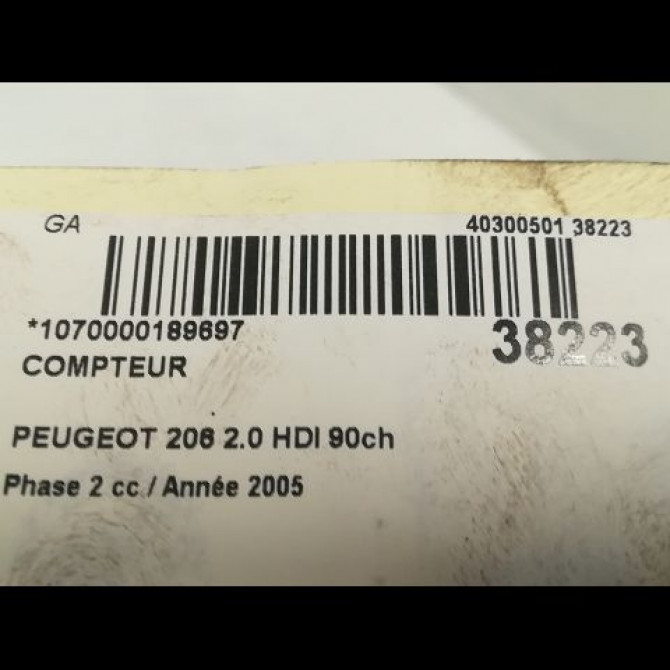 GA 40300501 38223
*1070000189697 38223
COMPTEUR
PEUGEOT 206 2.0 HDI 90ch
Phase 2 cc / Année 2005